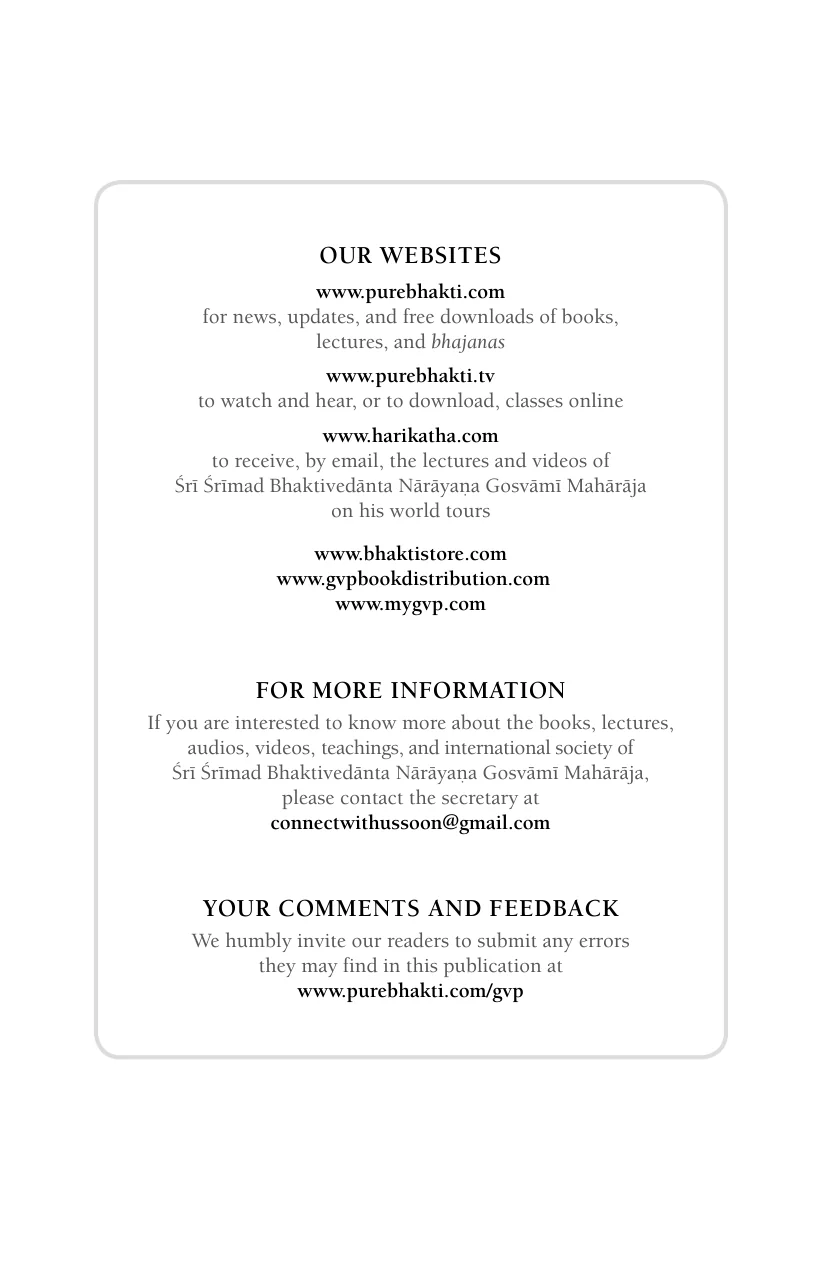 OUR WEBSITES
www.purebhakti.com
for news, updates, and free downloads of books,
lectures, and bhajanas
www.purebhakti.tv
to watch and hear, or to download, classes online
www.harikatha.com
to receive, by email, the lectures and videos of
Śrī Śrīmad Bhaktivedānta Nārāyaṇa Gosvāmī Mahārāja
on his world tours
www.bhaktistore.com
www.gvpbookdistribution.com
www.mygvp.com
FOR MORE INFORMATION
If you are interested to know more about the books, lectures,
audios, videos, teachings, and international society of
Śrī Śrīmad Bhaktivedānta Nārāyaṇa Gosvāmī Mahārāja,
please contact the secretary at
connectwithussoon@gmail.com
YOUR COMMENTS AND FEEDBACK
We humbly invite our readers to submit any errors
they may find in this publication at
www.purebhakti.com/gvp